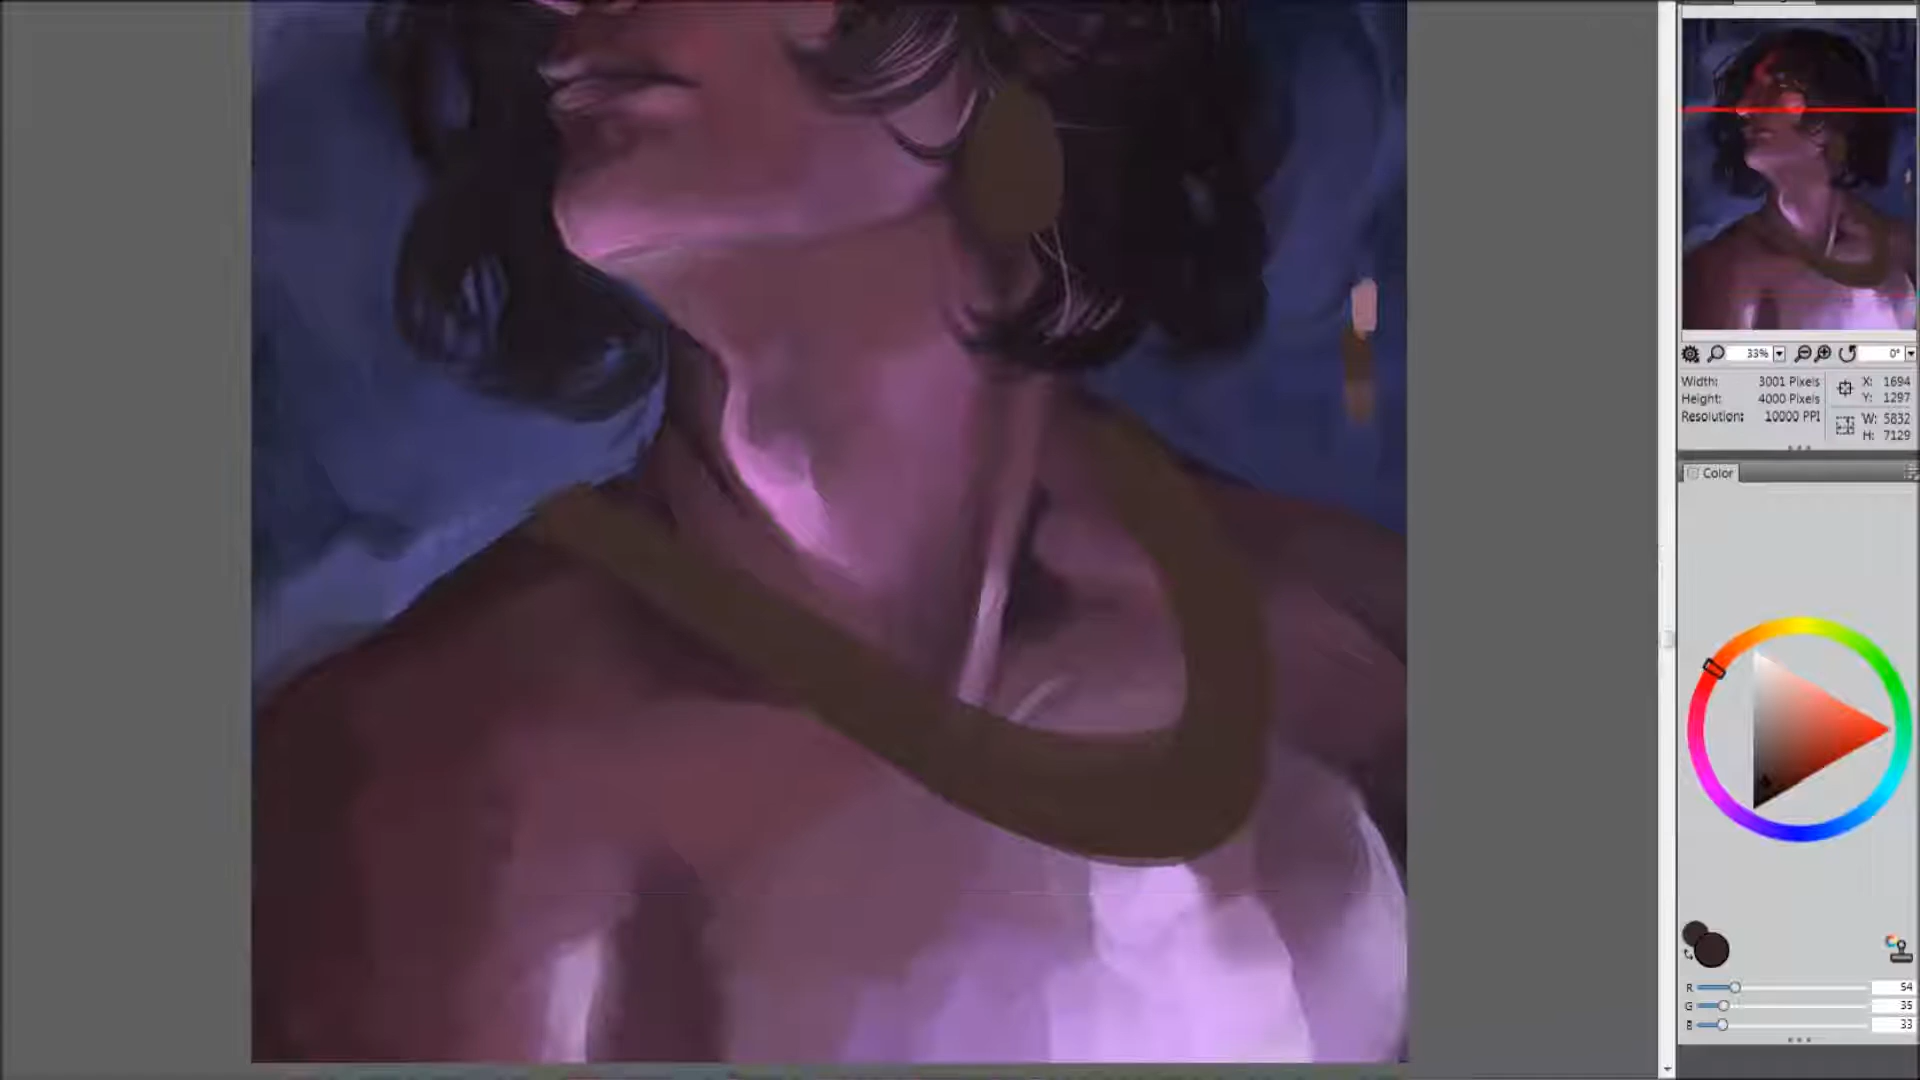 33%
0°
Width: 3001 Pixels
Height: 4000 Pixels
Resolution: 10000 PPI
X: 1694
Y: 1297
W: 5832
H: 7129
Color
R 54
G 35
B 33